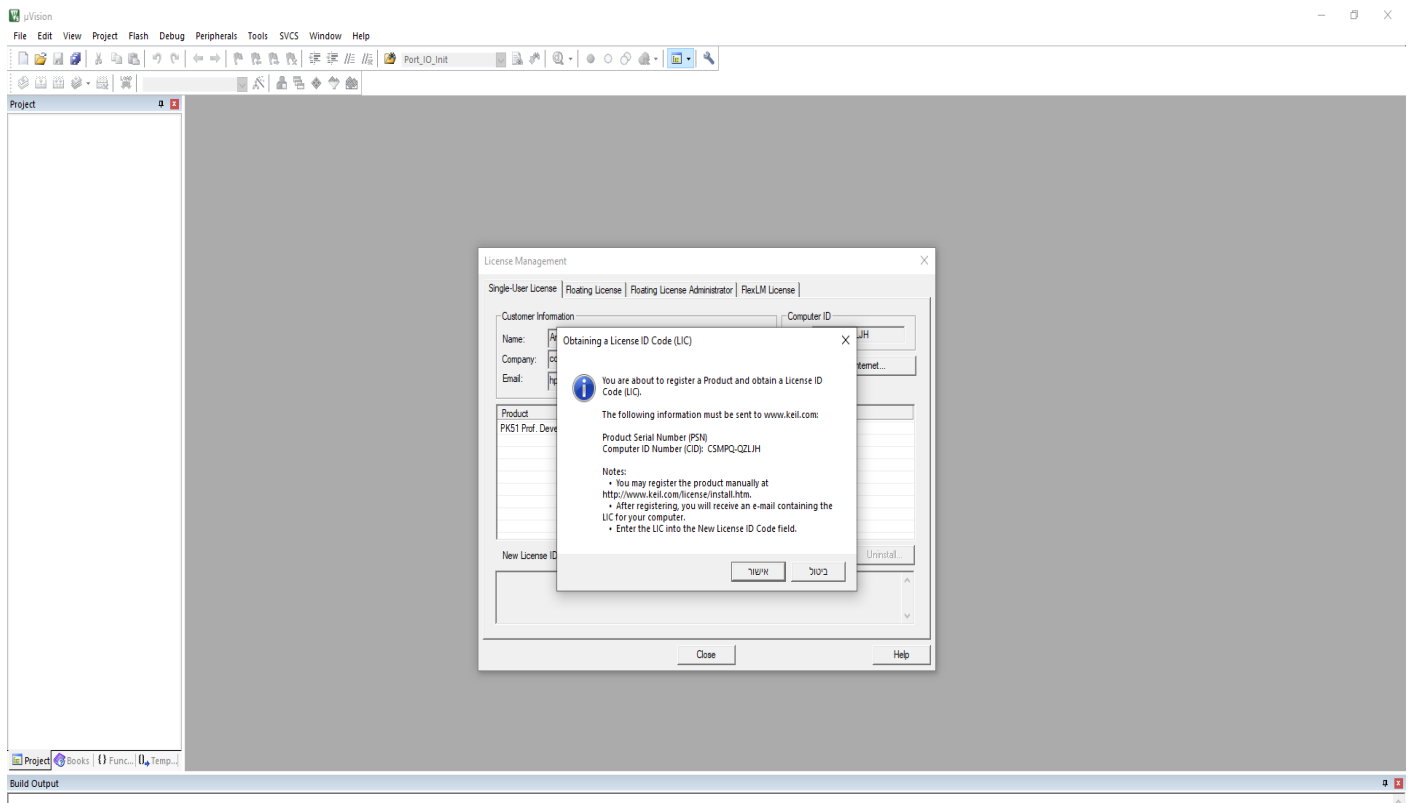 µVision
File Edit View Project Flash Debug Peripherals Tools SVCS Window Help
Port_IO_Init
Project
License Management
Single-User License Floating License Floating License Administrator FlexLM License
Customer Information
Computer ID
Name:
Company:
Email:
Product
PK51 Prof.
New License ID
Uninstall...
Close
Help
Obtaining a License ID Code (LIC)
You are about to register a Product and obtain a License ID
Code (LIC).
The following information must be sent to www.keil.com:
Product Serial Number (PSN)
Computer ID Number (CID): CSMPQ-QZLJH
Notes:
• You may register the product manually at
http://www.keil.com/license/install.htm.
• After registering, you will receive an e-mail containing the
LIC for your computer.
• Enter the LIC into the New License ID Code field.
אישור
ביטול
Project Books {} Func... Temp...
Build Output